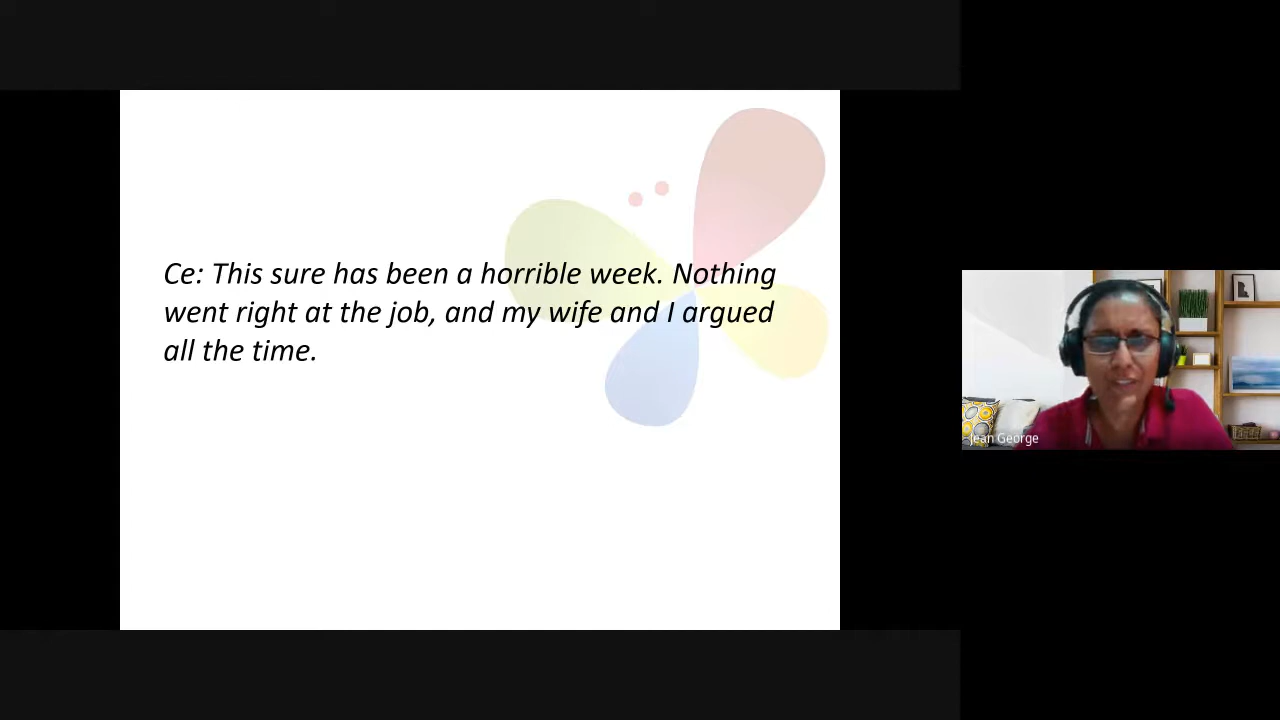 Ce: This sure has been a horrible week. Nothing
went right at the job, and my wife and I argued
all the time.
Jean George